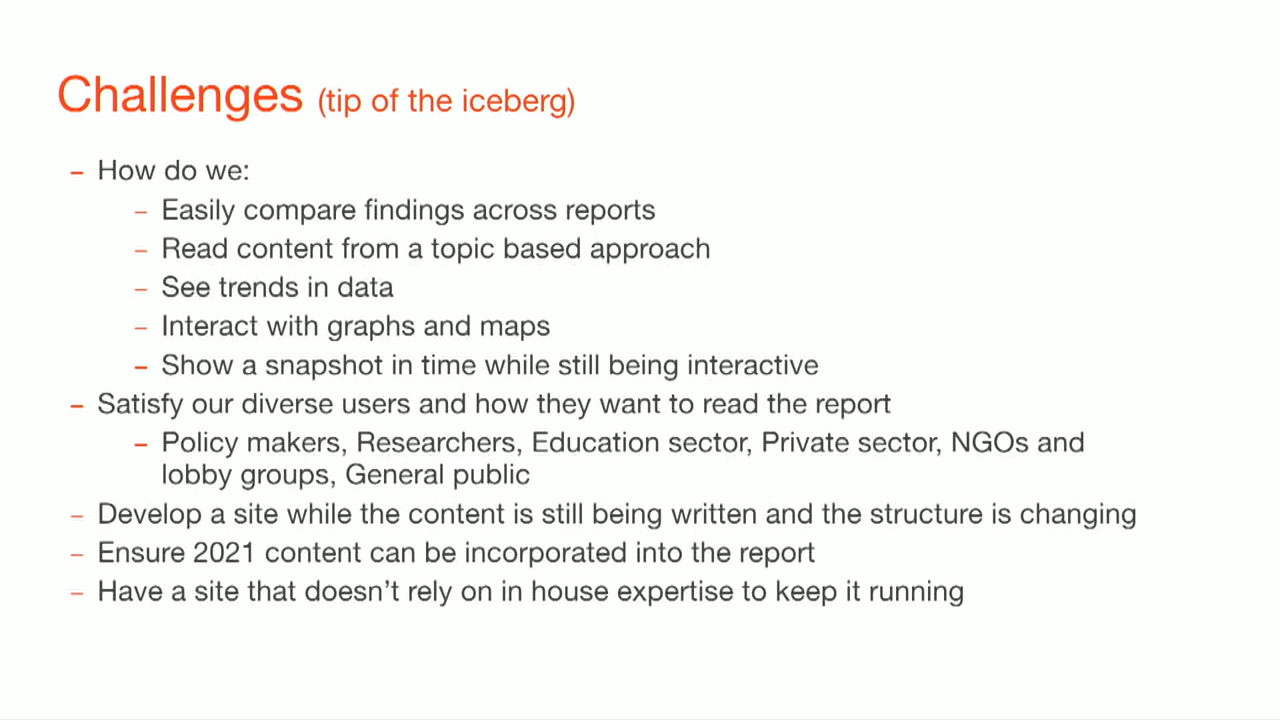 Challenges (tip of the iceberg)
– How do we:
– Easily compare findings across reports
– Read content from a topic based approach
– See trends in data
– Interact with graphs and maps
– Show a snapshot in time while still being interactive
– Satisfy our diverse users and how they want to read the report
– Policy makers, Researchers, Education sector, Private sector, NGOs and
lobby groups, General public
– Develop a site while the content is still being written and the structure is changing
– Ensure 2021 content can be incorporated into the report
– Have a site that doesn’t rely on in house expertise to keep it running